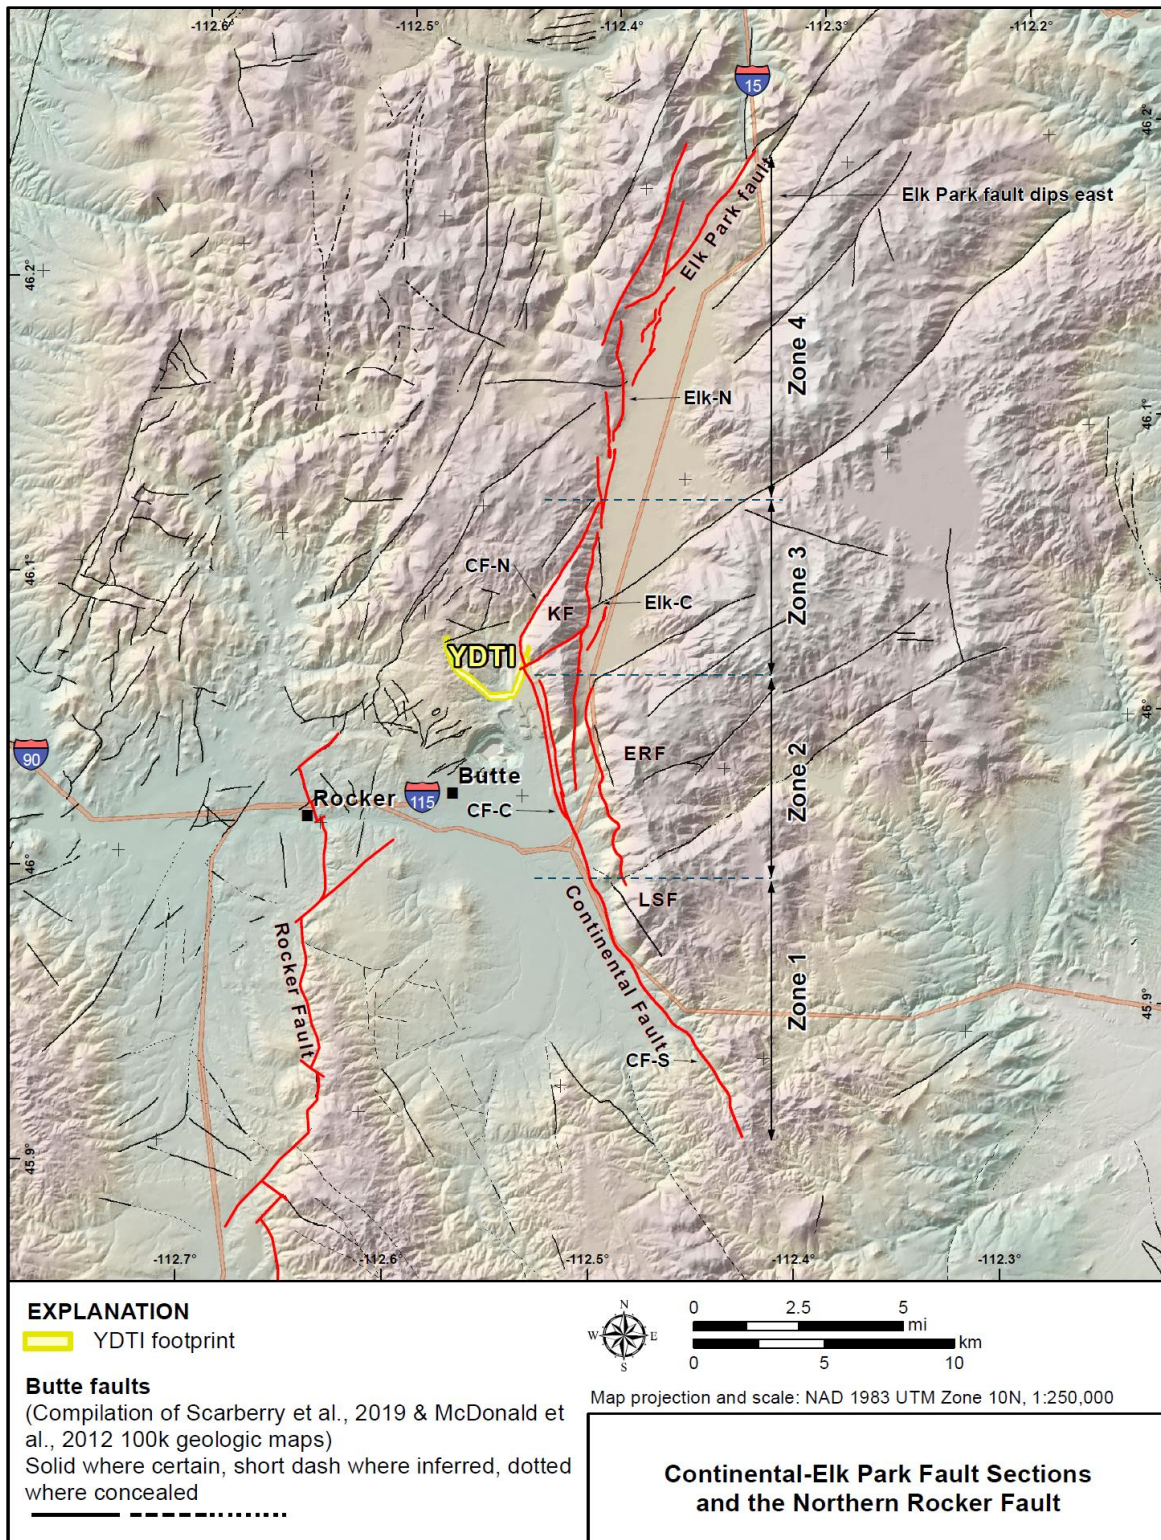 -112.6°
-112.5°
-112.4°
-112.3°
-112.2°
15
46.2°
46.2°
Elk Park fault
Elk Park fault dips east
Zone 4
Elk-N
46.1°
46.1°
CF-N
KF
Elk-C
Zone 3
YDTI
46°
46°
90
ERF
Zone 2
Butte
Rocker
115
CF-C
LSF
Continental Fault
Rocker Fault
Zone 1
45.9°
45.9°
CF-S
-112.7°
-112.6°
-112.5°
-112.4°
-112.3°
EXPLANATION
YDTI footprint
Butte faults
(Compilation of Scarberry et al., 2019 & McDonald et
al., 2012 100k geologic maps)
Solid where certain, short dash where inferred, dotted
where concealed
N
W
E
S
0
2.5
5
mi
km
0
5
10
Map projection and scale: NAD 1983 UTM Zone 10N, 1:250,000
Continental-Elk Park Fault Sections
and the Northern Rocker Fault